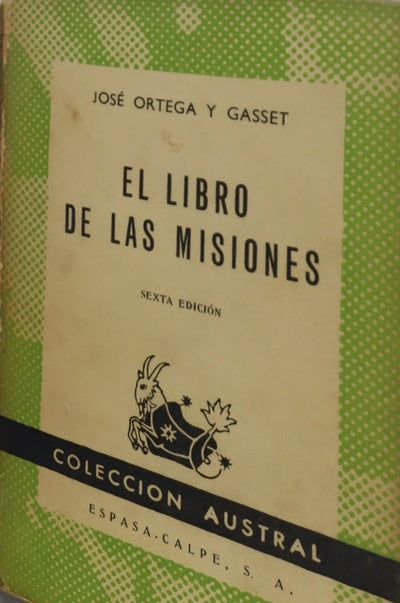 JOSÉ ORTEGA Y GASSET
EL LIBRO
DE LAS MISIONES
SEXTA EDICIÓN
COLECCION AUSTRAL
ESPASA-CALPE, S. A.